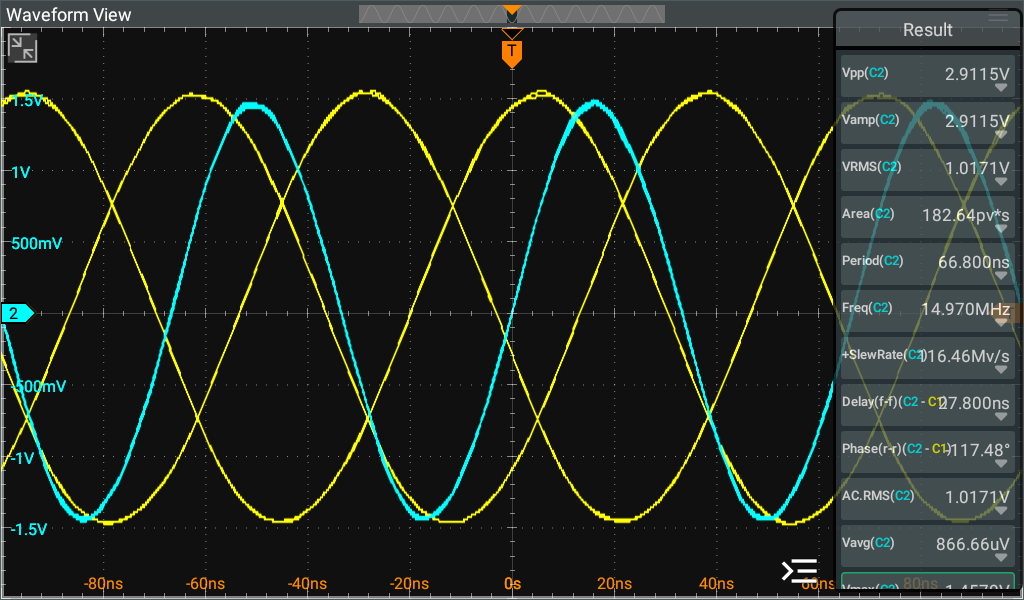 Waveform View
Result
T
1.5V
1V
500mV
2
-500mV
-1V
-1.5V
Vpp(C2) 2.9115V
Vamp(C2) 2.9115V
VRMS(C2) 1.0171V
Area(C2) 182.64pv*s
Period(C2) 66.800ns
Freq(C2) 14.970MHz
+SlewRate(C2) 16.46Mv/s
Delay(f-f)(C2 - C1) 27.800ns
Phase(r-r)(C2 - C1) -117.48°
AC.RMS(C2) 1.0171V
Vavg(C2) 866.66uV
-80ns -60ns -40ns -20ns 0s 20ns 40ns 60ns 80ns